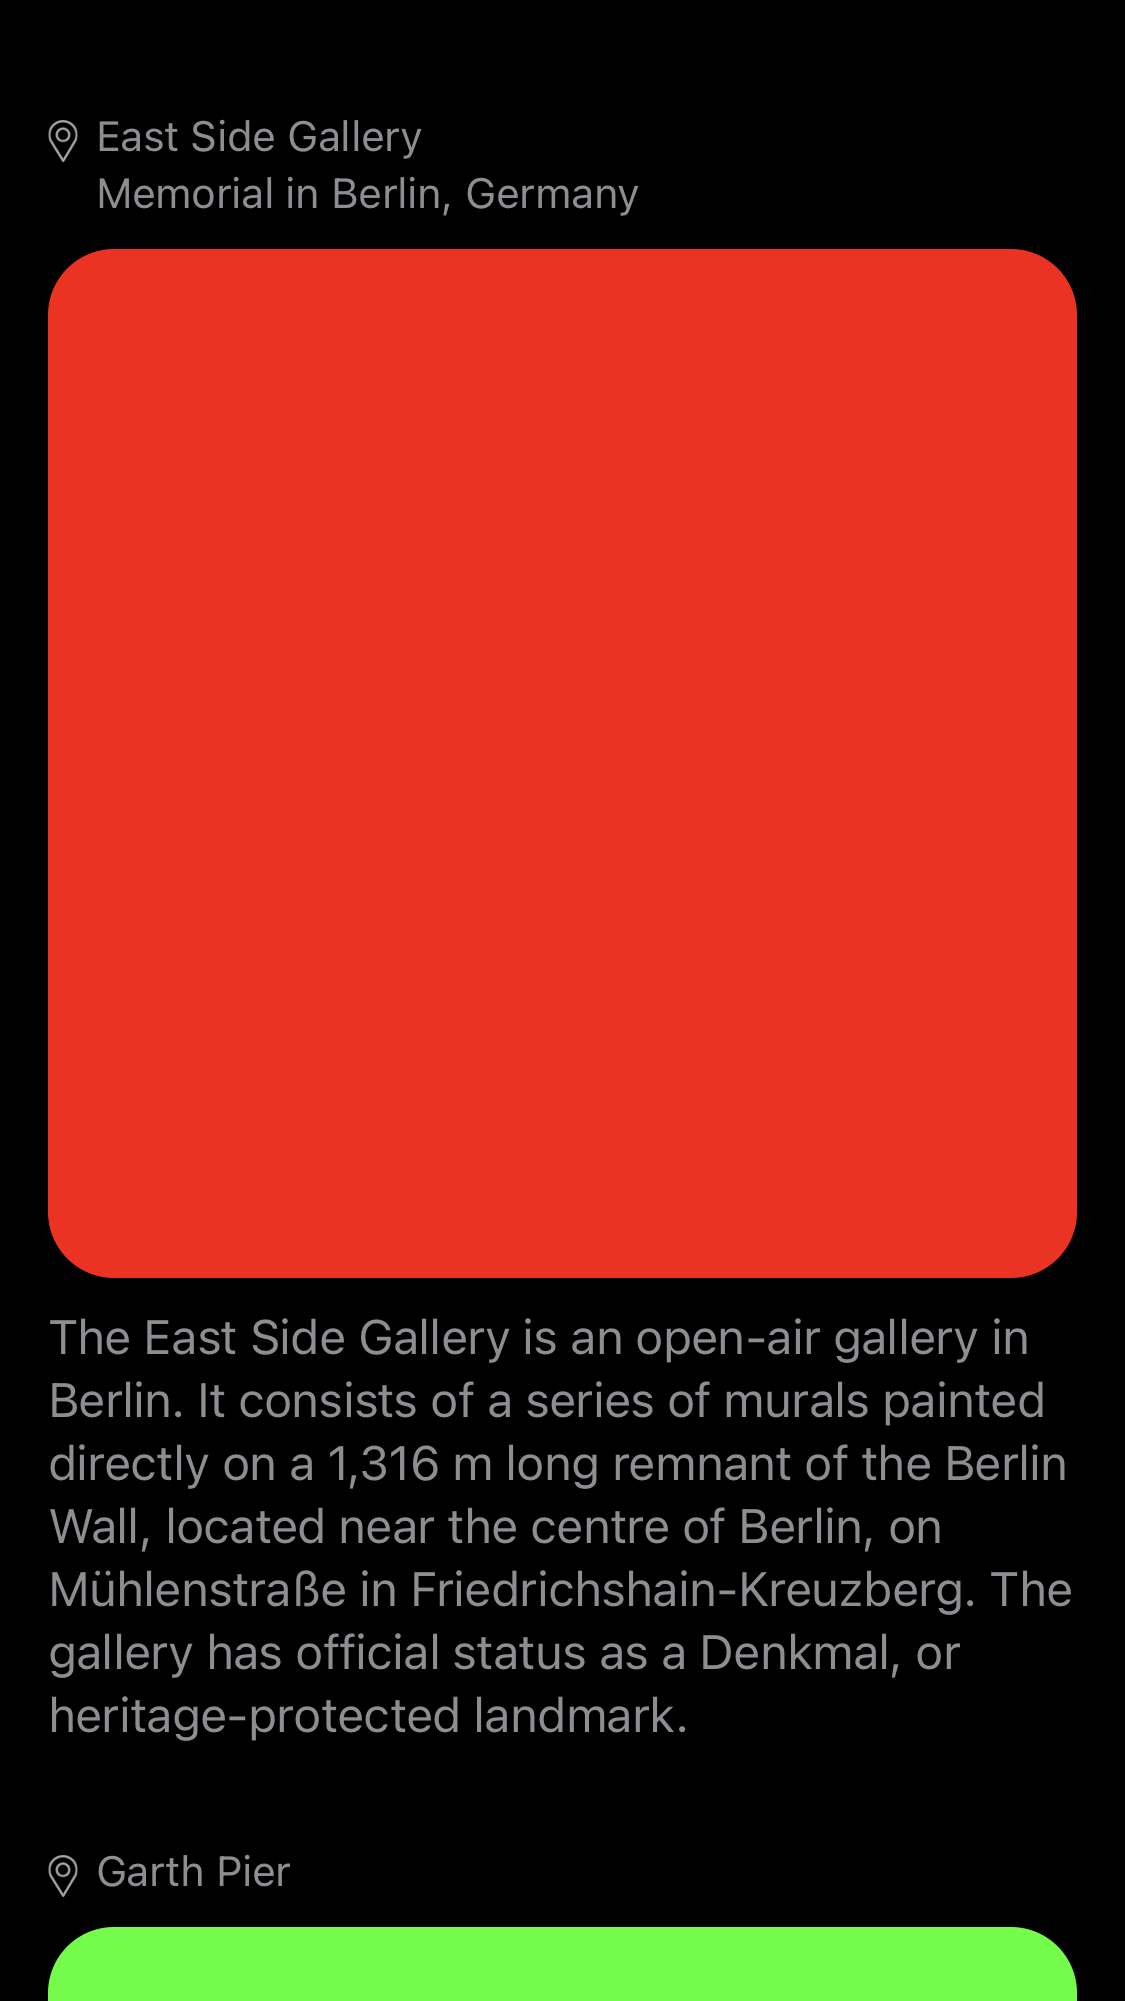 East Side Gallery
Memorial in Berlin, Germany
The East Side Gallery is an open-air gallery in
Berlin. It consists of a series of murals painted
directly on a 1,316 m long remnant of the Berlin
Wall, located near the centre of Berlin, on
Mühlenstraße in Friedrichshain-Kreuzberg. The
gallery has official status as a Denkmal, or
heritage-protected landmark.
Garth Pier